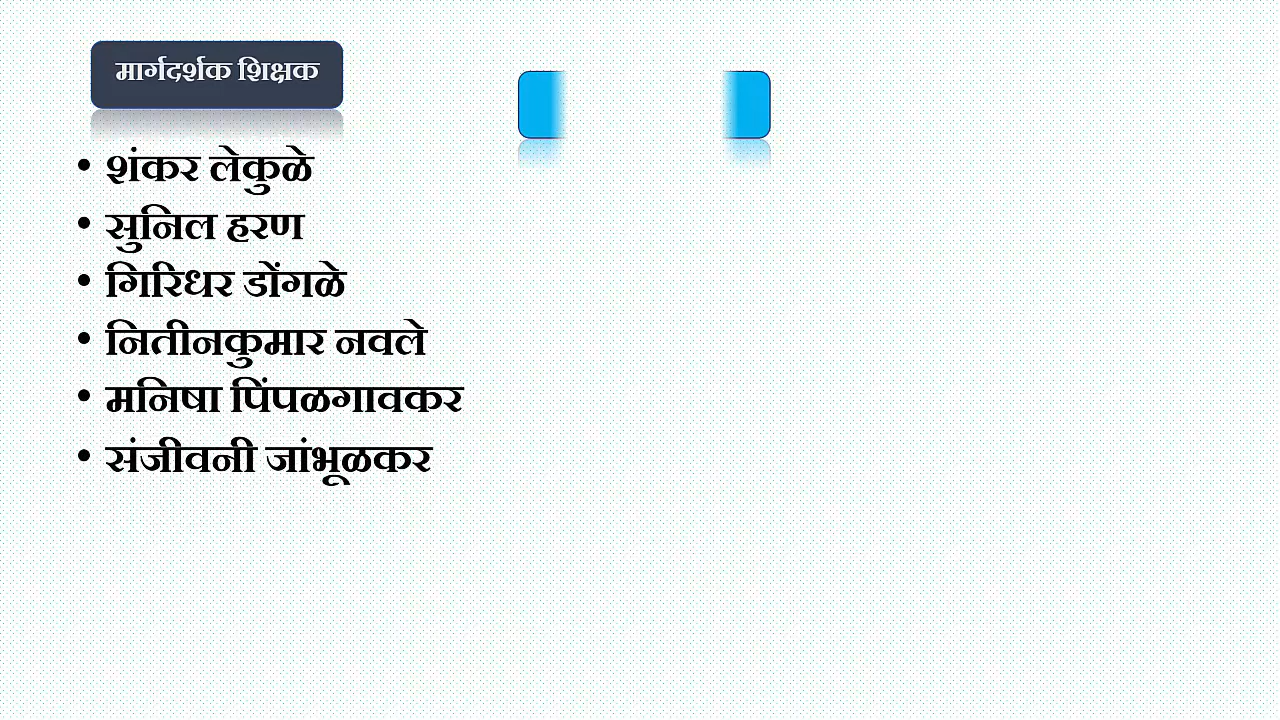 मार्गदर्शक शिक्षक
• शंकर लेकुळे
• सुनिल हरण
• गिरिधर डोंगळे
• नितीनकुमार नवले
• मनिषा पिंपळगावकर
• संजीवनी जांभूळकर